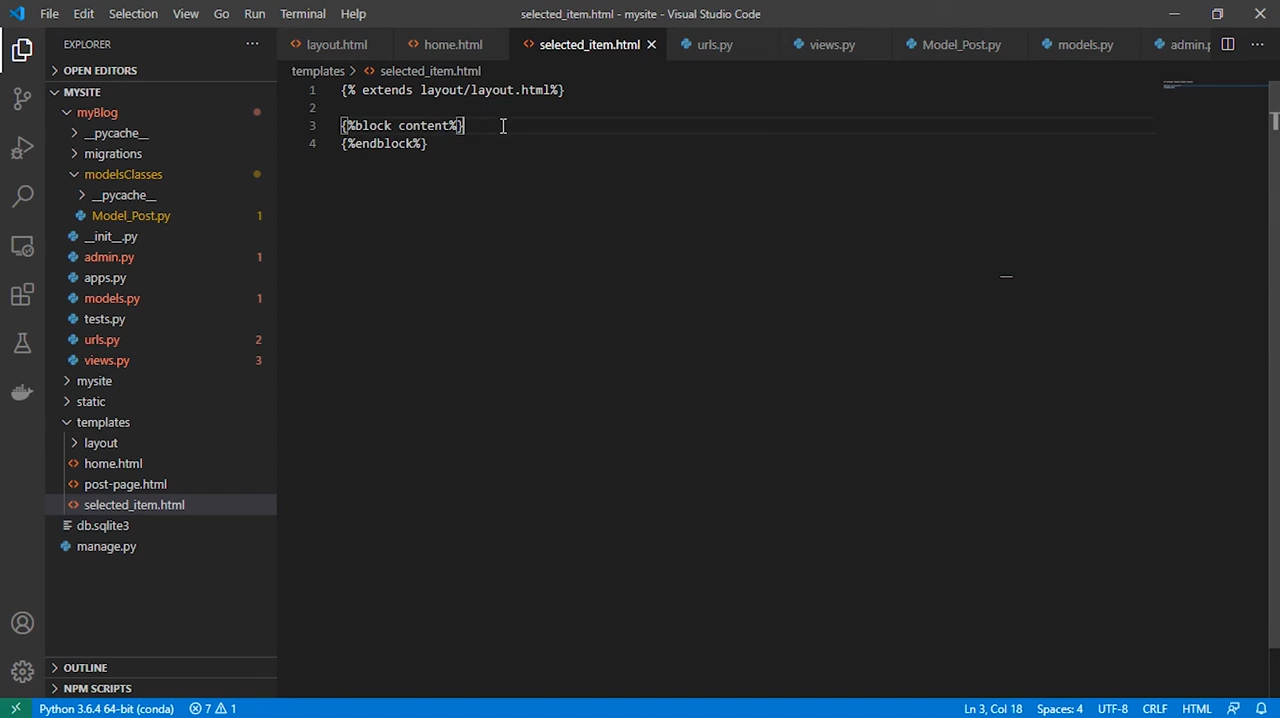 File Edit Selection View Go Run Terminal Help selected_item.html - mysite - Visual Studio Code
EXPLORER
layout.html home.html selected_item.html urls.py views.py Model_Post.py models.py admin.p
OPEN EDITORS
templates > selected_item.html
MYSITE
myBlog
__pycache__
migrations
modelsClasses
__pycache__
Model_Post.py 1
__init__.py
admin.py 1
apps.py
models.py 1
tests.py
urls.py 2
views.py 3
mysite
static
templates
layout
home.html
post-page.html
selected_item.html
db.sqlite3
manage.py
OUTLINE
NPM SCRIPTS
1 {% extends layout/layout.html%}
2
3 {%block content%}
4 {%endblock%}
Python 3.6.4 64-bit (conda) 7 1 Ln 3, Col 18 Spaces: 4 UTF-8 CRLF HTML